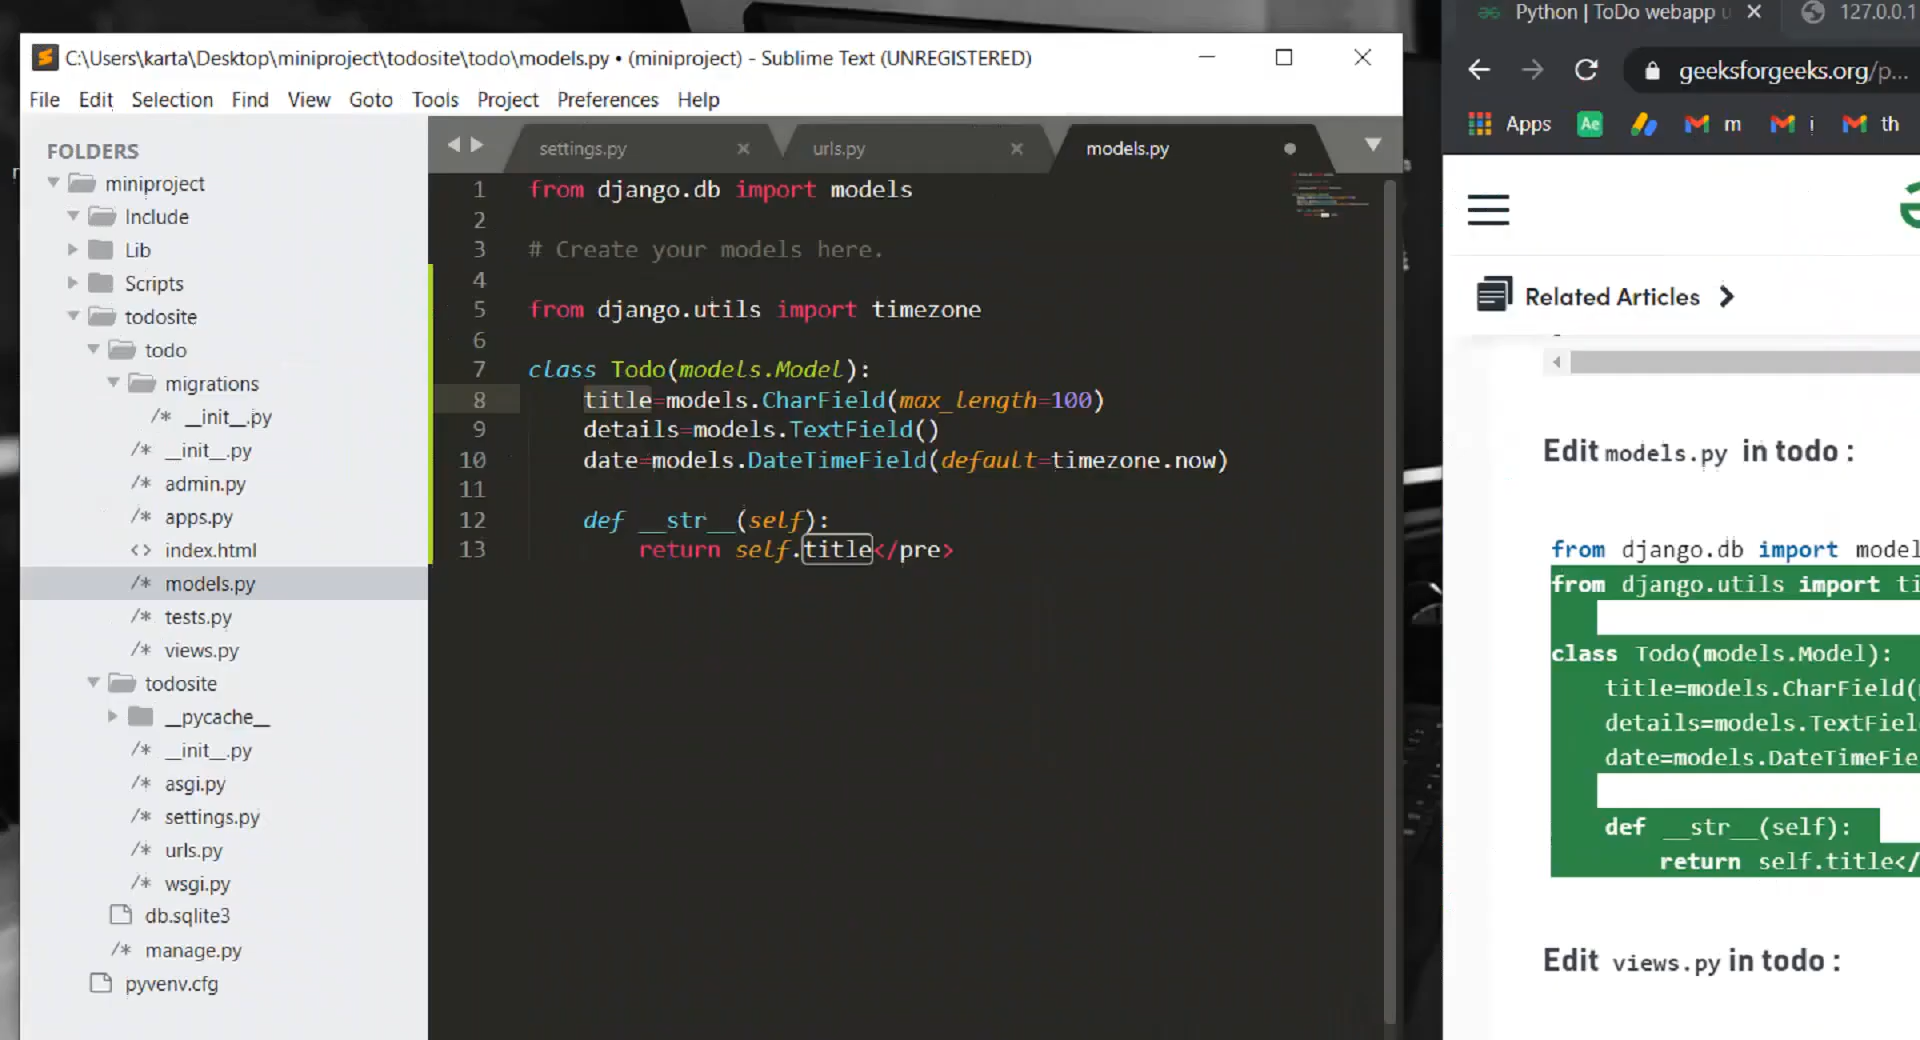 C:\Users\karta\Desktop\miniproject\todosite\todo\models.py • (miniproject) - Sublime Text (UNREGISTERED)
File Edit Selection Find View Goto Tools Project Preferences Help
FOLDERS
miniproject
Include
Lib
Scripts
todosite
todo
migrations
/* __init__.py
/* __init__.py
/* admin.py
/* apps.py
<> index.html
/* models.py
/* tests.py
/* views.py
todosite
__pycache__
/* __init__.py
/* asgi.py
/* settings.py
/* urls.py
/* wsgi.py
db.sqlite3
/* manage.py
pyvenv.cfg
settings.py urls.py models.py
1 from django.db import models
2
3 # Create your models here.
4
5 from django.utils import timezone
6
7 class Todo(models.Model):
8 title=models.CharField(max_length=100)
9 details=models.TextField()
10 date=models.DateTimeField(default=timezone.now)
11
12 def __str__(self):
13 return self.title</pre>
Python | ToDo webapp u 127.0.0.1
geeksforgeeks.org/p...
Apps Ae m i th
Related Articles
Edit models.py in todo :
from django.db import model
from django.utils import ti
class Todo(models.Model):
title=models.CharField(
details=models.TextFiel
date=models.DateTimeFie
def __str__(self):
return self.title</
Edit views.py in todo :